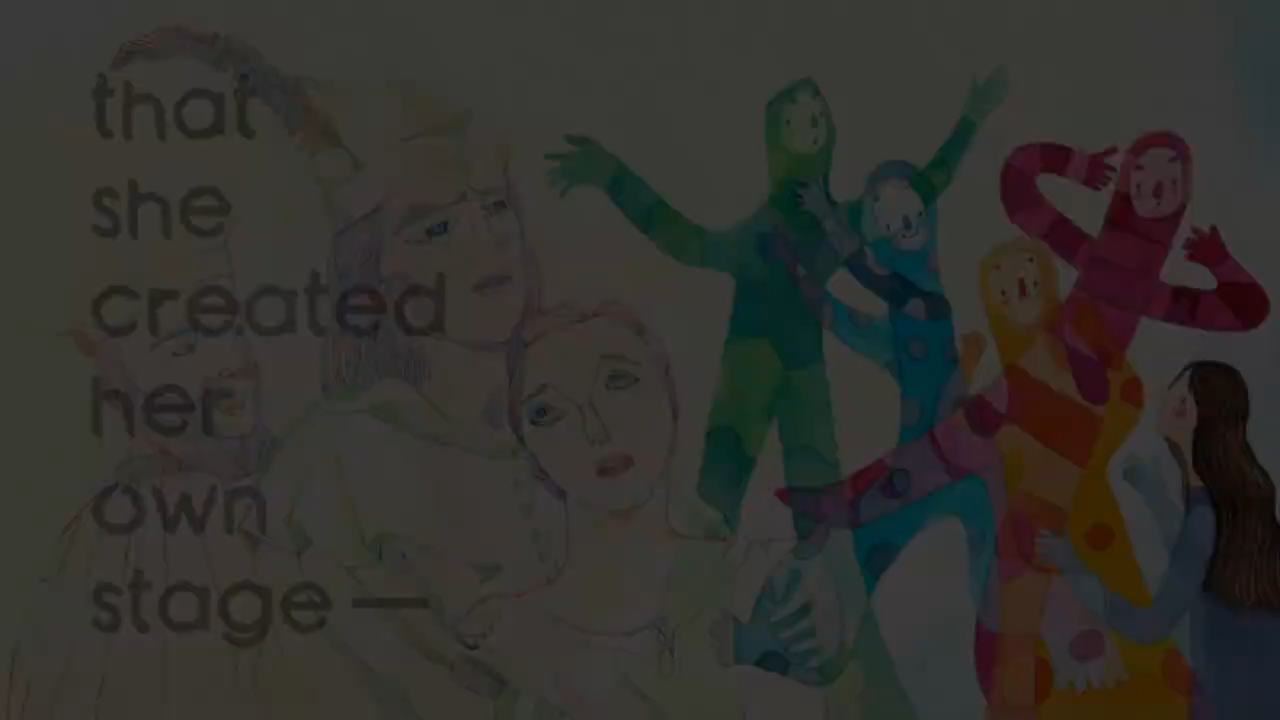 that
she
created
her
own
stage—